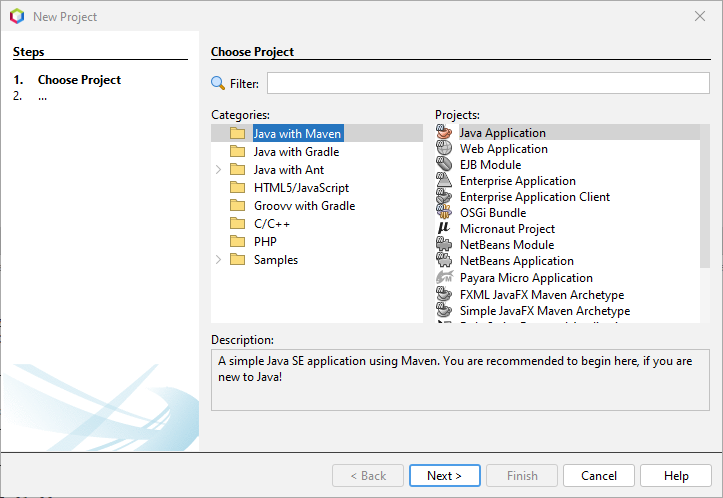 New Project
Steps
1. Choose Project
2. ...
Choose Project
Filter:
Categories:
Java with Maven
Java with Gradle
Java with Ant
HTML5/JavaScript
Groovy with Gradle
C/C++
PHP
Samples
Projects:
Java Application
Web Application
EJB Module
Enterprise Application
Enterprise Application Client
OSGi Bundle
Micronaut Project
NetBeans Module
NetBeans Application
Payara Micro Application
FXML JavaFX Maven Archetype
Simple JavaFX Maven Archetype
Description:
A simple Java SE application using Maven. You are recommended to begin here, if you are
new to Java!
< Back
Next >
Finish
Cancel
Help